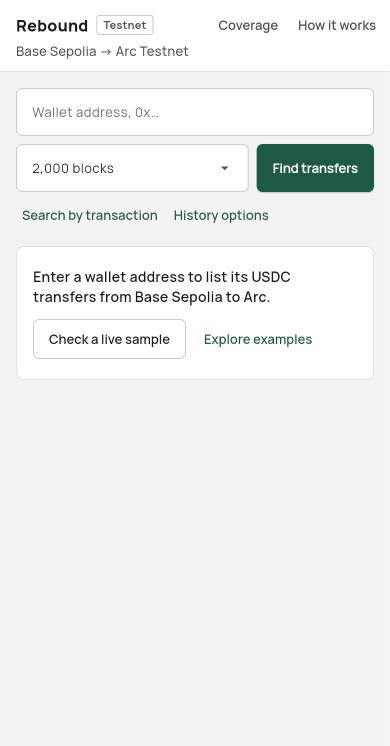 Rebound Testnet Coverage How it works
Base Sepolia → Arc Testnet
Wallet address, 0x…
2,000 blocks Find transfers
Search by transaction History options
Enter a wallet address to list its USDC
transfers from Base Sepolia to Arc.
Check a live sample Explore examples